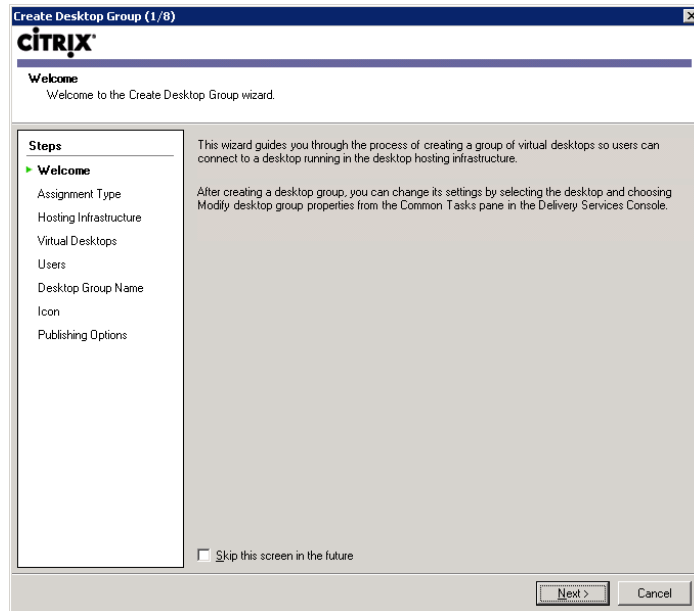 Create Desktop Group (1/8)
CITRIX
Welcome
Welcome to the Create Desktop Group wizard.
Steps
Welcome
Assignment Type
Hosting Infrastructure
Virtual Desktops
Users
Desktop Group Name
Icon
Publishing Options
This wizard guides you through the process of creating a group of virtual desktops so users can
connect to a desktop running in the desktop hosting infrastructure.
After creating a desktop group, you can change its settings by selecting the desktop and choosing
Modify desktop group properties from the Common Tasks pane in the Delivery Services Console.
Skip this screen in the future
Next >
Cancel